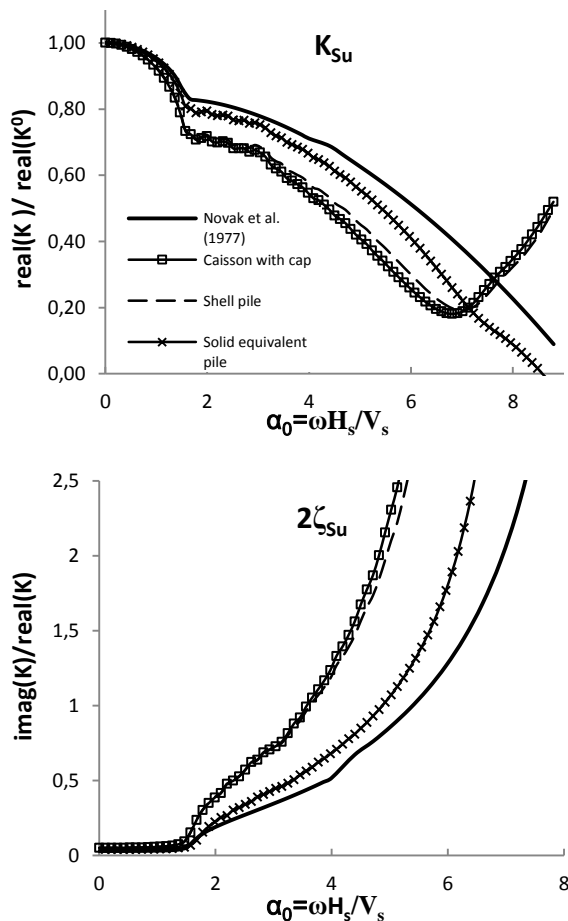 K_Su
real(K )/ real(K⁰)
1,00
0,80
0,60
0,40
0,20
0,00
Novak et al.
(1977)
Caisson with cap
Shell pile
Solid equivalent
pile
0 2 4 6 8
α₀=ωH_s/V_s
2ζ_Su
imag(K)/real(K)
2,5
2
1,5
1
0,5
0
0 2 4 6 8
α₀=ωH_s/V_s